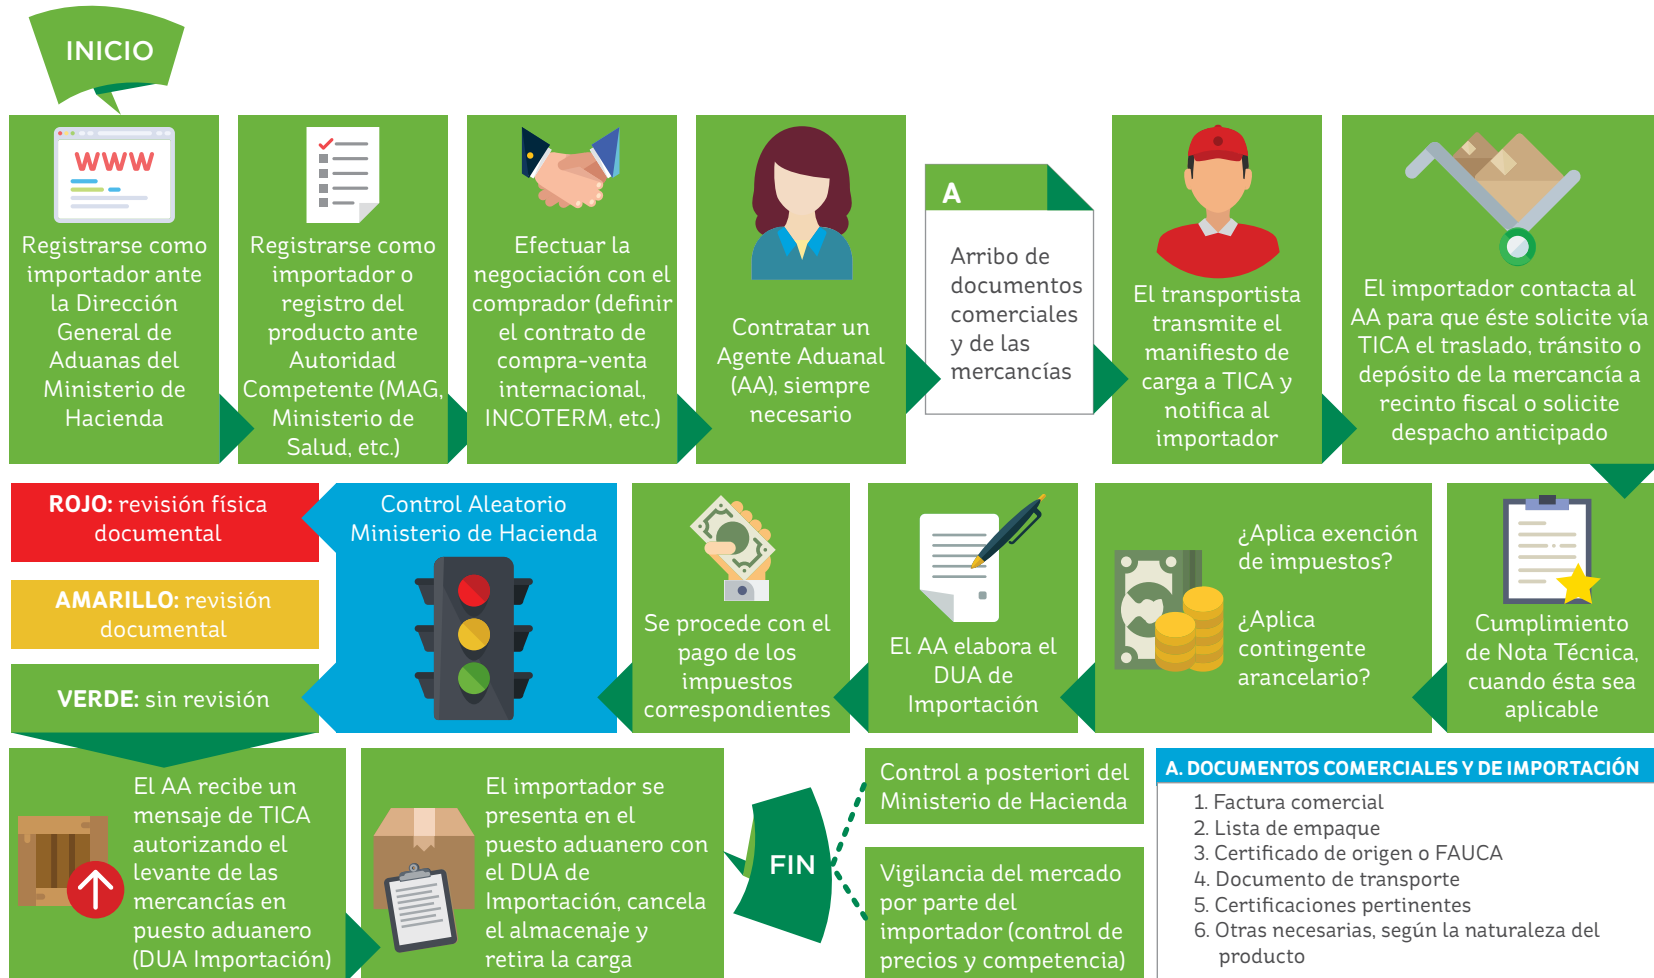 INICIO
WWW
Registrarse como
importador ante
la Dirección
General de
Aduanas del
Ministerio de
Hacienda
Registrarse como
importador o
registro del
producto ante
Autoridad
Competente (MAG,
Ministerio de
Salud, etc.)
Efectuar la
negociación con el
comprador (definir
el contrato de
compra-venta
internacional,
INCOTERM, etc.)
Contratar un
Agente Aduanal
(AA), siempre
necesario
A
Arribo de
documentos
comerciales
y de las
mercancías
El transportista
transmite el
manifiesto de
carga a TICA y
notifica al
importador
El importador contacta al
AA para que éste solicite vía
TICA el traslado, tránsito o
depósito de la mercancía a
recinto fiscal o solicite
despacho anticipado
Cumplimiento
de Nota Técnica,
cuando ésta sea
aplicable
¿Aplica exención
de impuestos?
¿Aplica
contingente
arancelario?
El AA elabora el
DUA de
Importación
Se procede con el
pago de los
impuestos
correspondientes
Control Aleatorio
Ministerio de Hacienda
ROJO: revisión física
documental
AMARILLO: revisión
documental
VERDE: sin revisión
El AA recibe un
mensaje de TICA
autorizando el
levante de las
mercancías en
puesto aduanero
(DUA Importación)
El importador se
presenta en el
puesto aduanero con
el DUA de
Importación, cancela
el almacenaje y
retira la carga
FIN
Control a posteriori del
Ministerio de Hacienda
Vigilancia del mercado
por parte del
importador (control de
precios y competencia)
A. DOCUMENTOS COMERCIALES Y DE IMPORTACIÓN
1. Factura comercial
2. Lista de empaque
3. Certificado de origen o FAUCA
4. Documento de transporte
5. Certificaciones pertinentes
6. Otras necesarias, según la naturaleza del
producto